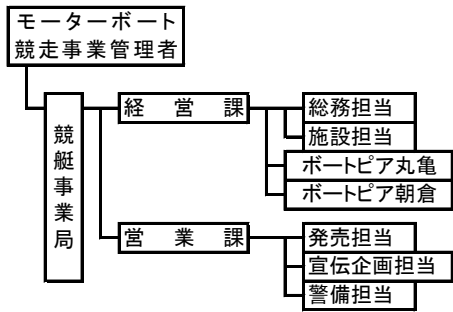 モーターボート
競走事業管理者
競艇事業局
経営課
総務担当
施設担当
ボートピア丸亀
ボートピア朝倉
営業課
発売担当
宣伝企画担当
警備担当